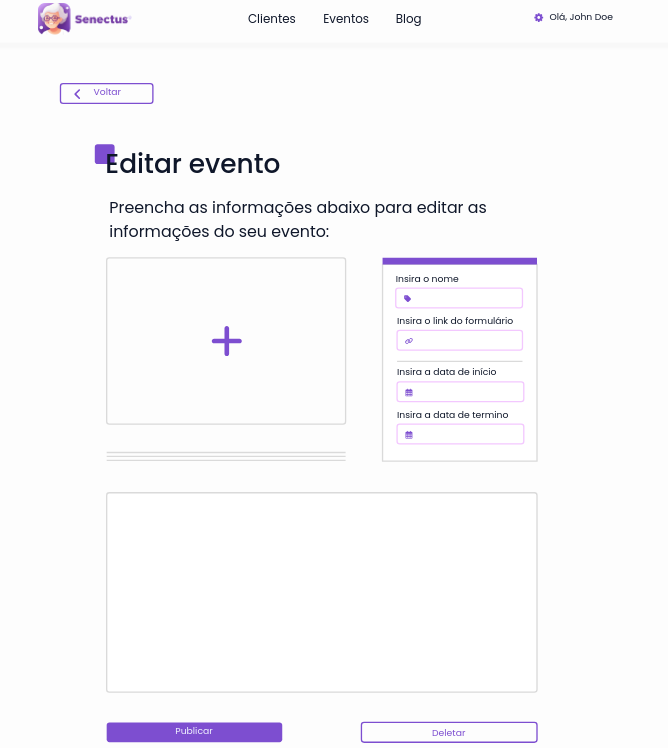 Senectus
Clientes
Eventos
Blog
Olá, John Doe
Voltar
Editar evento
Preencha as informações abaixo para editar as
informações do seu evento:
Insira o nome
Insira o link do formulário
Insira a data de início
Insira a data de termino
Publicar
Deletar